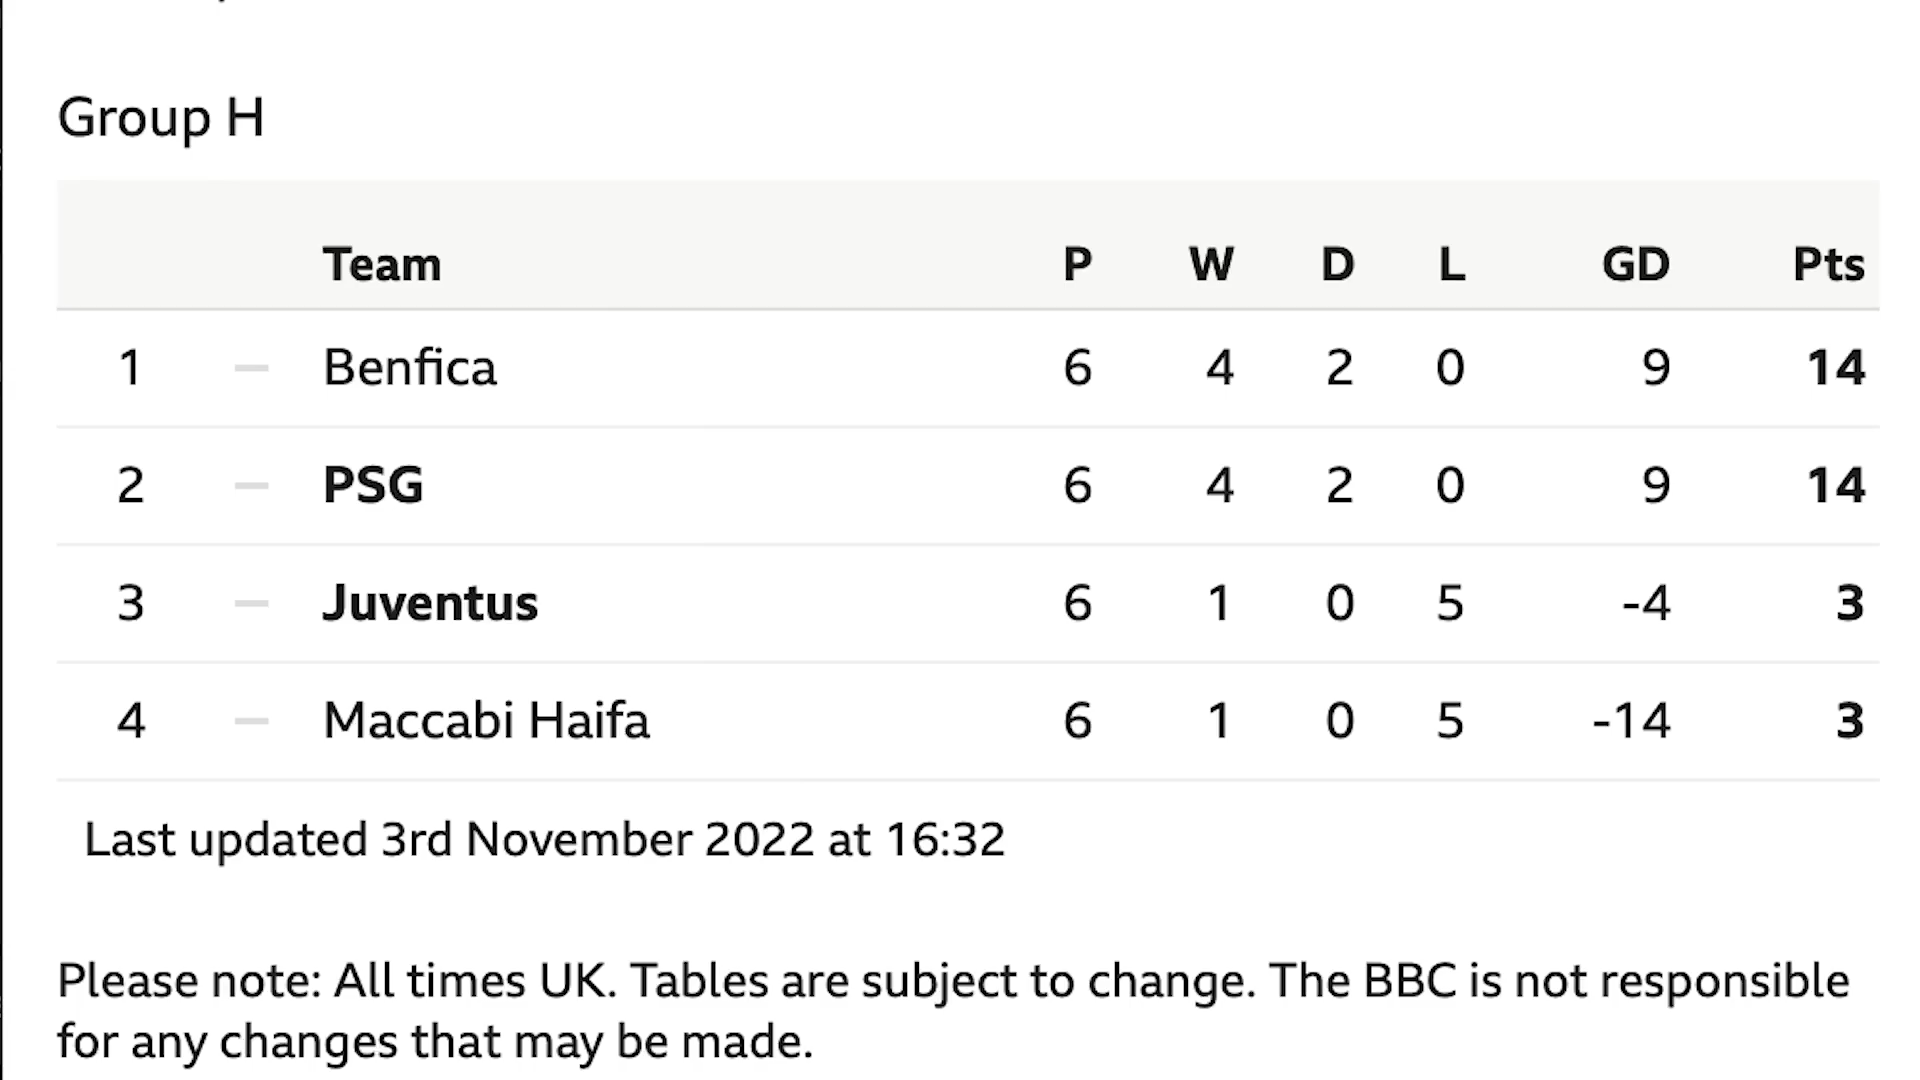 Group H
Team P W D L GD Pts
1 – Benfica 6 4 2 0 9 14
2 – PSG 6 4 2 0 9 14
3 – Juventus 6 1 0 5 -4 3
4 – Maccabi Haifa 6 1 0 5 -14 3
Last updated 3rd November 2022 at 16:32
Please note: All times UK. Tables are subject to change. The BBC is not responsible
for any changes that may be made.